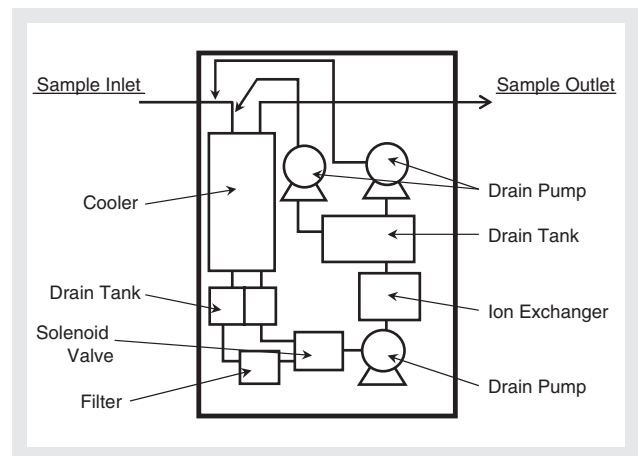 Sample Inlet
Sample Outlet
Cooler
Drain Pump
Drain Tank
Drain Tank
Ion Exchanger
Solenoid
Valve
Drain Pump
Filter